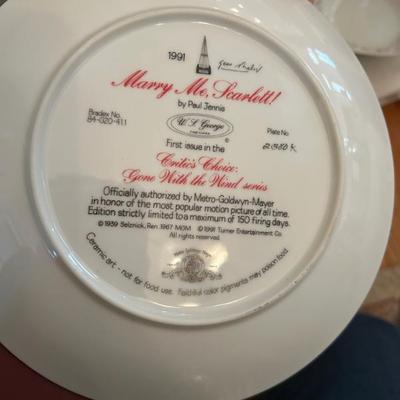 1991
Marry Me, Scarlett!
by Paul Jennis
Bradex No.
84-G20-41.1
W. S. George
Plate No.
First issue in the
Critic's Choice:
Gone With the Wind series
Officially authorized by Metro-Goldwyn-Mayer
in honor of the most popular motion picture of all time.
Edition strictly limited to a maximum of 150 firing days.
© 1939 Selznick, Ren. 1967 MGM © 1991 Turner Entertainment Co.
All rights reserved.
Ceramic art - not for food use. Faithful color pigments may poison food.